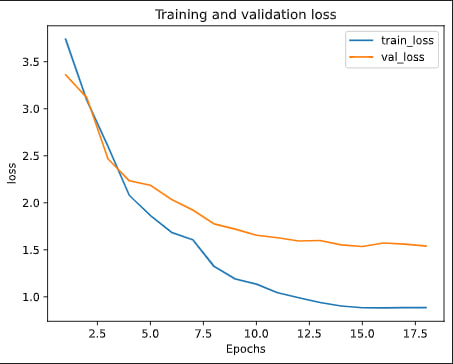 Training and validation loss
train_loss
val_loss
3.5
3.0
2.5
2.0
1.5
1.0
loss
2.5 5.0 7.5 10.0 12.5 15.0 17.5
Epochs